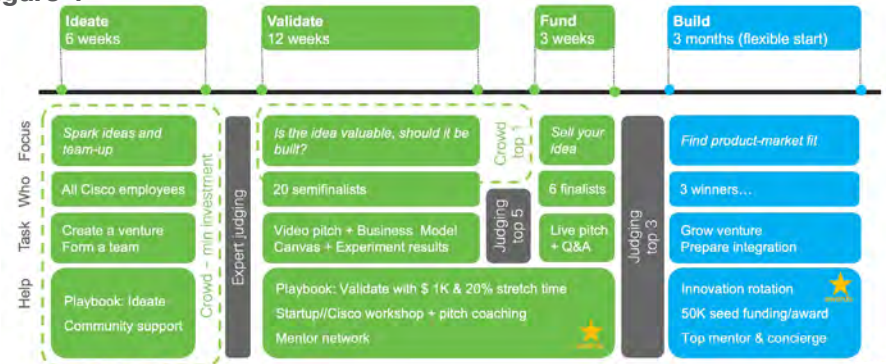 Ideate
6 weeks
Validate
12 weeks
Fund
3 weeks
Build
3 months (flexible start)
Focus
Spark ideas and
team-up
Is the idea valuable, should it be
built?
Crowd
top 1
Sell your
idea
Find product-market fit
Who
All Cisco employees
20 semifinalists
6 finalists
3 winners…
Task
Create a venture
Form a team
Video pitch + Business Model
Canvas + Experiment results
Judging
top 5
Live pitch
+ Q&A
Grow venture
Prepare integration
Help
Playbook: Ideate
Community support
Crowd – min investment
Expert judging
Playbook: Validate with $ 1K & 20% stretch time
Startup//Cisco workshop + pitch coaching
Mentor network
Judging
top 3
Innovation rotation
50K seed funding/award
Top mentor & concierge